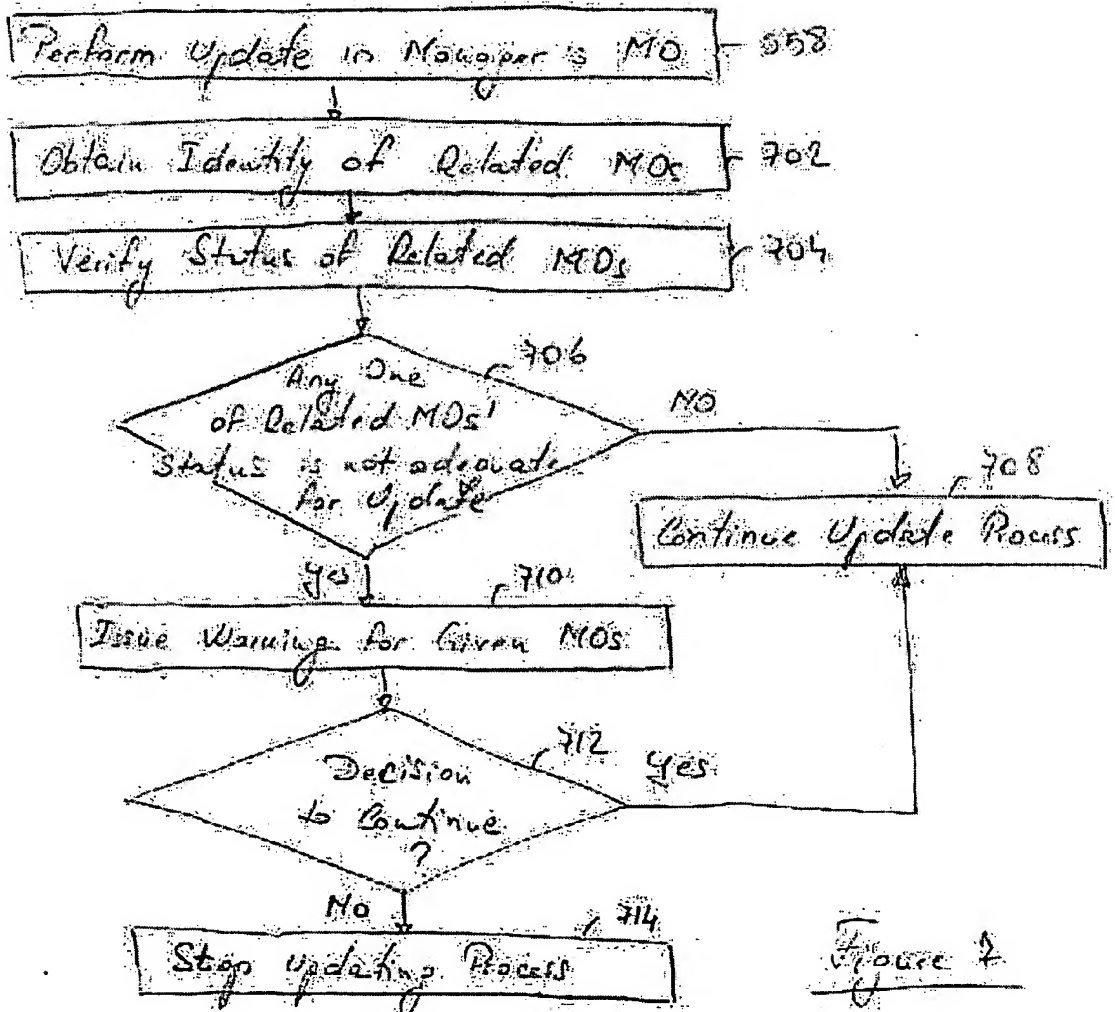 Perform Update in Manager's MO 558
Obtain Identity of Related MOs 702
Verify Status of Related MOs 704
706
Any One
of Related MOs'
Status is not adequate
for Update
NO
708
Continue Update Process
Yes
710
Issue Warning for Given MOs
712
Decision
to Continue
?
Yes
No
714
Stop Updating Process
Figure 7